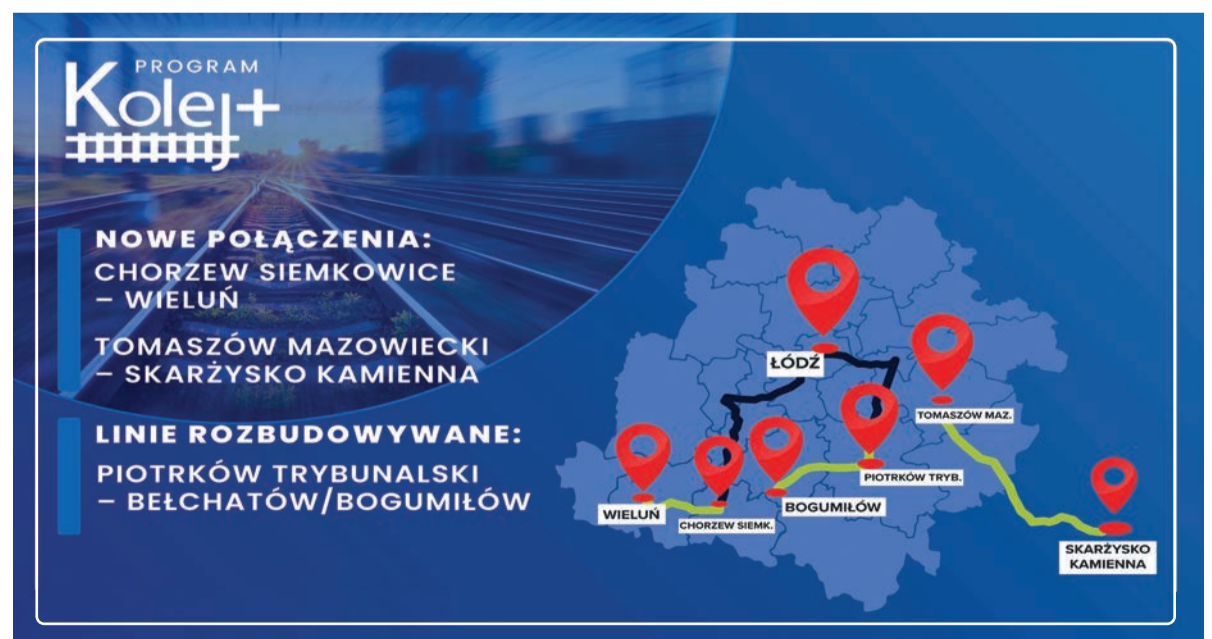 PROGRAM
Kolej+
NOWE POŁĄCZENIA:
CHORZEW SIEMKOWICE
– WIELUŃ
TOMASZÓW MAZOWIECKI
– SKARŻYSKO KAMIENNA
LINIE ROZBUDOWYWANE:
PIOTRKÓW TRYBUNALSKI
– BEŁCHATÓW/BOGUMIŁÓW
ŁÓDŹ
TOMASZÓW MAZ.
PIOTRKÓW TRYB.
BOGUMIŁÓW
WIELUŃ
CHORZEW SIEMK.
SKARŻYSKO
KAMIENNA